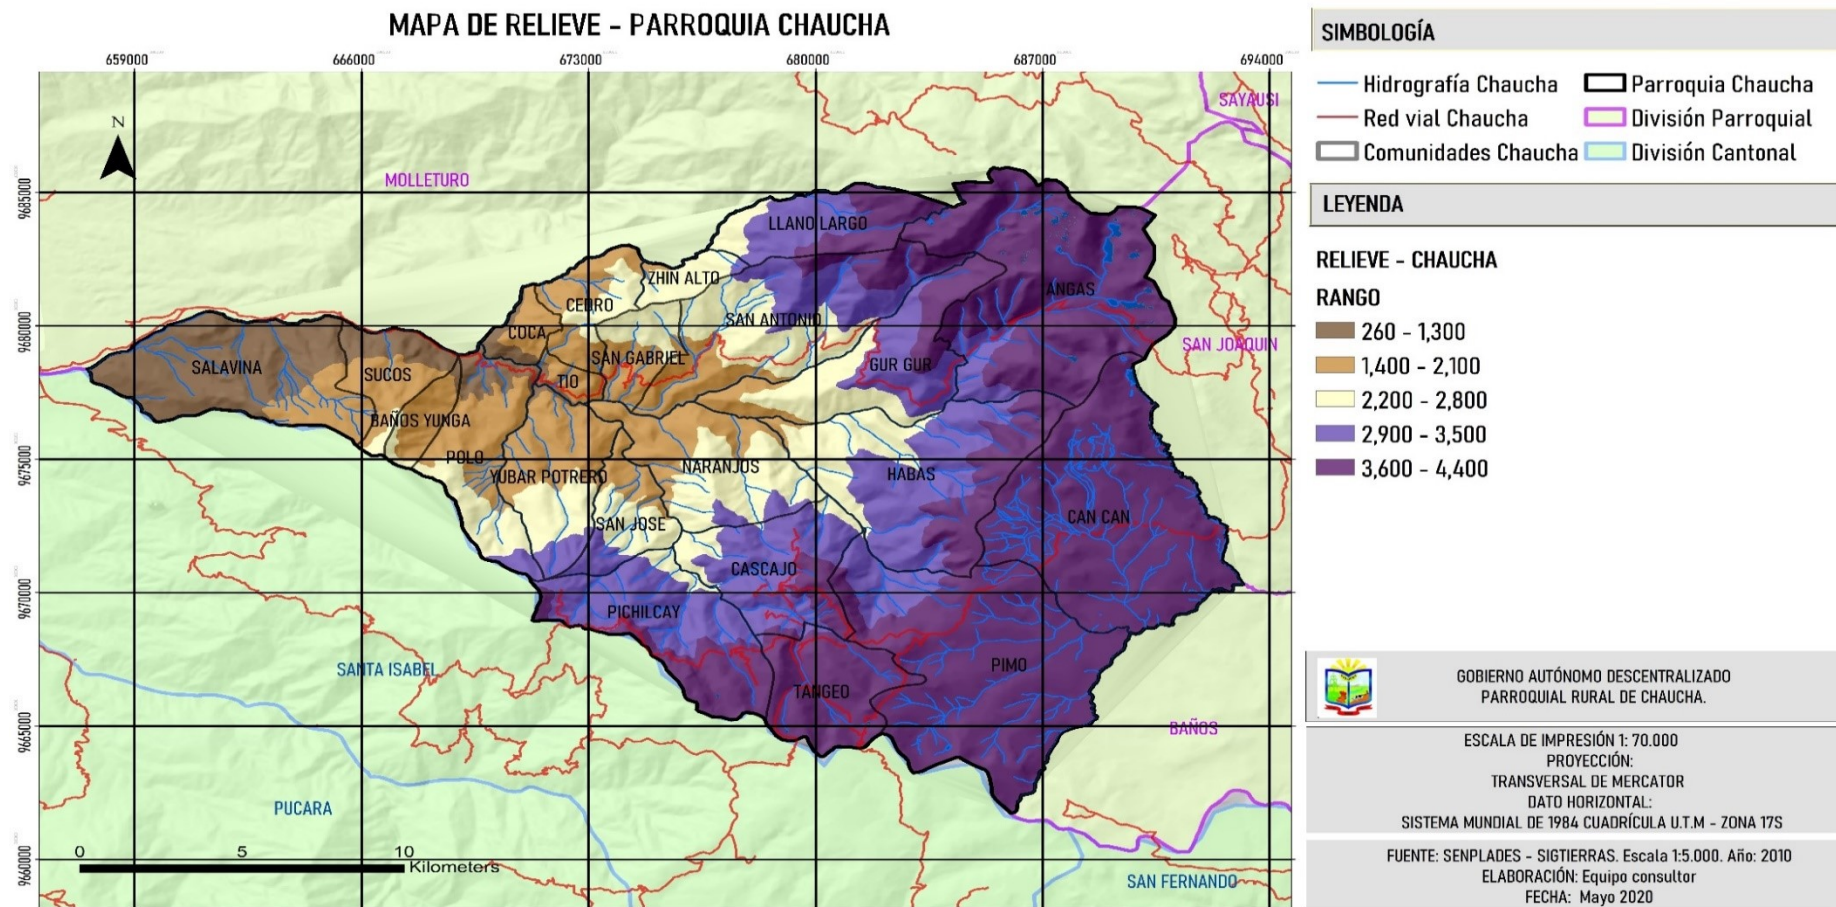 MAPA DE RELIEVE - PARROQUIA CHAUCHA
659000
666000
673000
680000
687000
694000
9685000
9680000
9675000
9670000
9665000
9660000
N
SAYAUSI
MOLLETURO
LLANO LARGO
ZHIN ALTO
ANGAS
CEDRO
SAN ANTONIO
COCA
SAN JOAQUIN
SAN GABRIEL
SALAVINA
GUR GUR
SUCOS
TIO
BAÑOS YUNGA
POLO
NARANJOS
YUBAR POTRERO
HABAS
CAN CAN
SAN JOSE
CASCAJO
PICHILCAY
PIMO
SANTA ISABEL
TANGEO
BAÑOS
PUCARA
SAN FERNANDO
0
5
10
Kilometers
SIMBOLOGÍA
Hidrografía Chaucha
Parroquia Chaucha
Red vial Chaucha
División Parroquial
Comunidades Chaucha
División Cantonal
LEYENDA
RELIEVE - CHAUCHA
RANGO
260 - 1,300
1,400 - 2,100
2,200 - 2,800
2,900 - 3,500
3,600 - 4,400
GOBIERNO AUTÓNOMO DESCENTRALIZADO
PARROQUIAL RURAL DE CHAUCHA.
ESCALA DE IMPRESIÓN 1: 70.000
PROYECCIÓN:
TRANSVERSAL DE MERCATOR
DATO HORIZONTAL:
SISTEMA MUNDIAL DE 1984 CUADRÍCULA U.T.M - ZONA 17S
FUENTE: SENPLADES - SIGTIERRAS. Escala 1:5.000. Año: 2010
ELABORACIÓN: Equipo consultor
FECHA: Mayo 2020